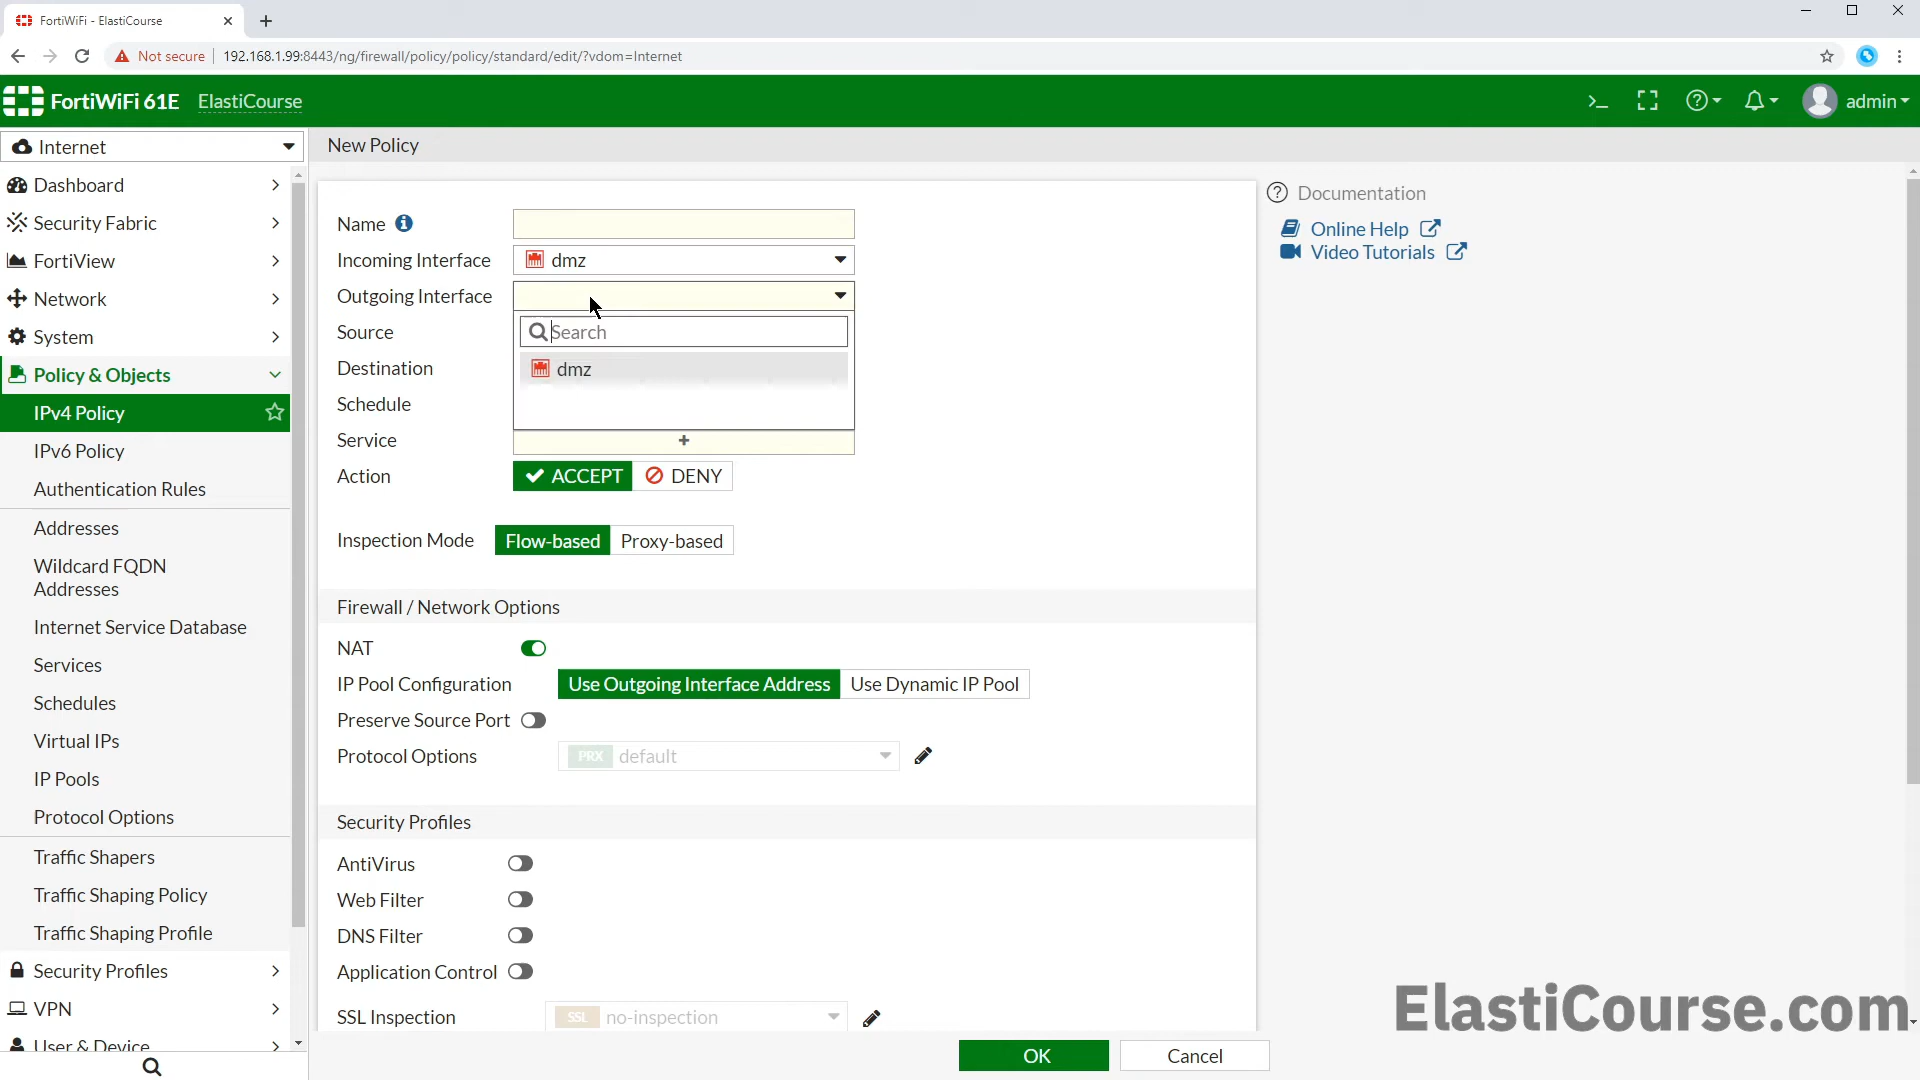 FortiWiFi - ElastiCourse
Not secure
192.168.1.99:8443/ng/firewall/policy/policy/standard/edit/?vdom=Internet
FortiWiFi 61E ElastiCourse
admin
Internet
Dashboard
Security Fabric
FortiView
Network
System
Policy & Objects
IPv4 Policy
IPv6 Policy
Authentication Rules
Addresses
Wildcard FQDN
Addresses
Internet Service Database
Services
Schedules
Virtual IPs
IP Pools
Protocol Options
Traffic Shapers
Traffic Shaping Policy
Traffic Shaping Profile
Security Profiles
VPN
User & Device
New Policy
Name
Incoming Interface dmz
Outgoing Interface
Source Search
Destination dmz
Schedule
Service
Action ACCEPT DENY
Inspection Mode Flow-based Proxy-based
Firewall / Network Options
NAT
IP Pool Configuration Use Outgoing Interface Address Use Dynamic IP Pool
Preserve Source Port
Protocol Options PRX default
Security Profiles
AntiVirus
Web Filter
DNS Filter
Application Control
SSL Inspection SSL no-inspection
OK Cancel
Documentation
Online Help
Video Tutorials
ElastiCourse.com